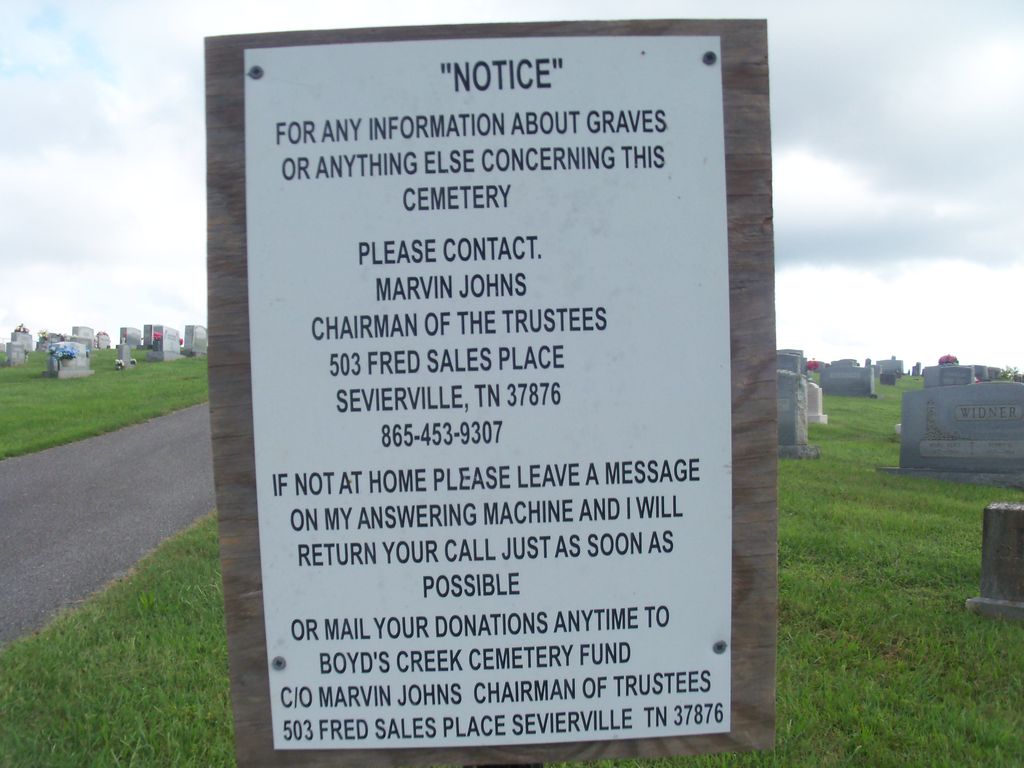 "NOTICE"
FOR ANY INFORMATION ABOUT GRAVES
OR ANYTHING ELSE CONCERNING THIS
CEMETERY
PLEASE CONTACT.
MARVIN JOHNS
CHAIRMAN OF THE TRUSTEES
503 FRED SALES PLACE
SEVIERVILLE, TN 37876
865-453-9307
IF NOT AT HOME PLEASE LEAVE A MESSAGE
ON MY ANSWERING MACHINE AND I WILL
RETURN YOUR CALL JUST AS SOON AS
POSSIBLE
OR MAIL YOUR DONATIONS ANYTIME TO
BOYD'S CREEK CEMETERY FUND
C/O MARVIN JOHNS CHAIRMAN OF TRUSTEES
503 FRED SALES PLACE SEVIERVILLE TN 37876
WIDNER